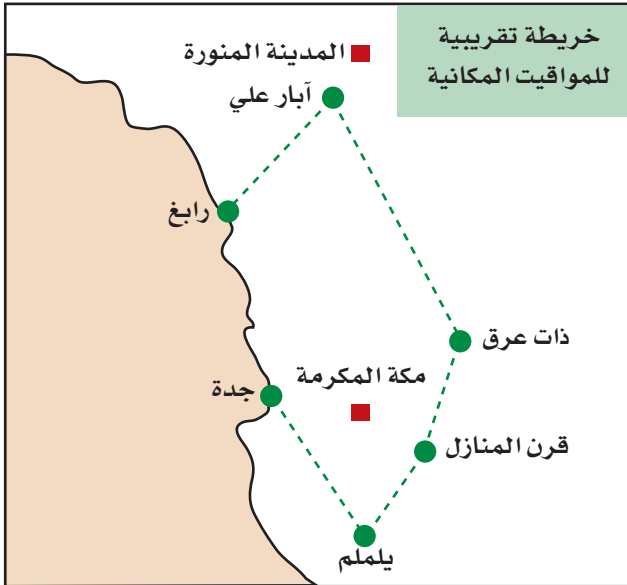 خريطة تقريبية
للمواقيت المكانية
المدينة المنورة
آبار علي
رابغ
ذات عرق
مكة المكرمة
جدة
قرن المنازل
يلملم